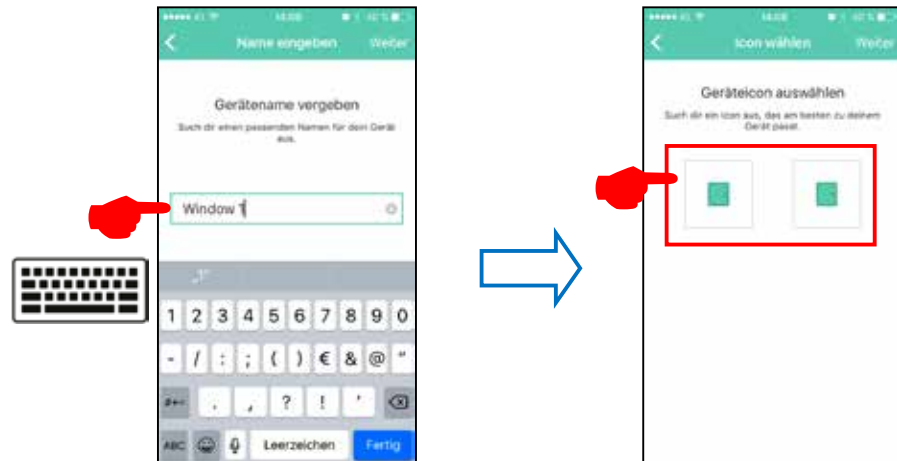 Name eingeben Weiter
Gerätename vergeben
Such dir einen passenden Namen für dein Gerät
aus.
Window 1
„1“
1 2 3 4 5 6 7 8 9 0
- / : ; ( ) € & @ "
#+= . , ? ! '
ABC Leerzeichen Fertig
Icon wählen Weiter
Geräteicon auswählen
Such dir ein Icon aus, das am besten zu deinem
Gerät passt.